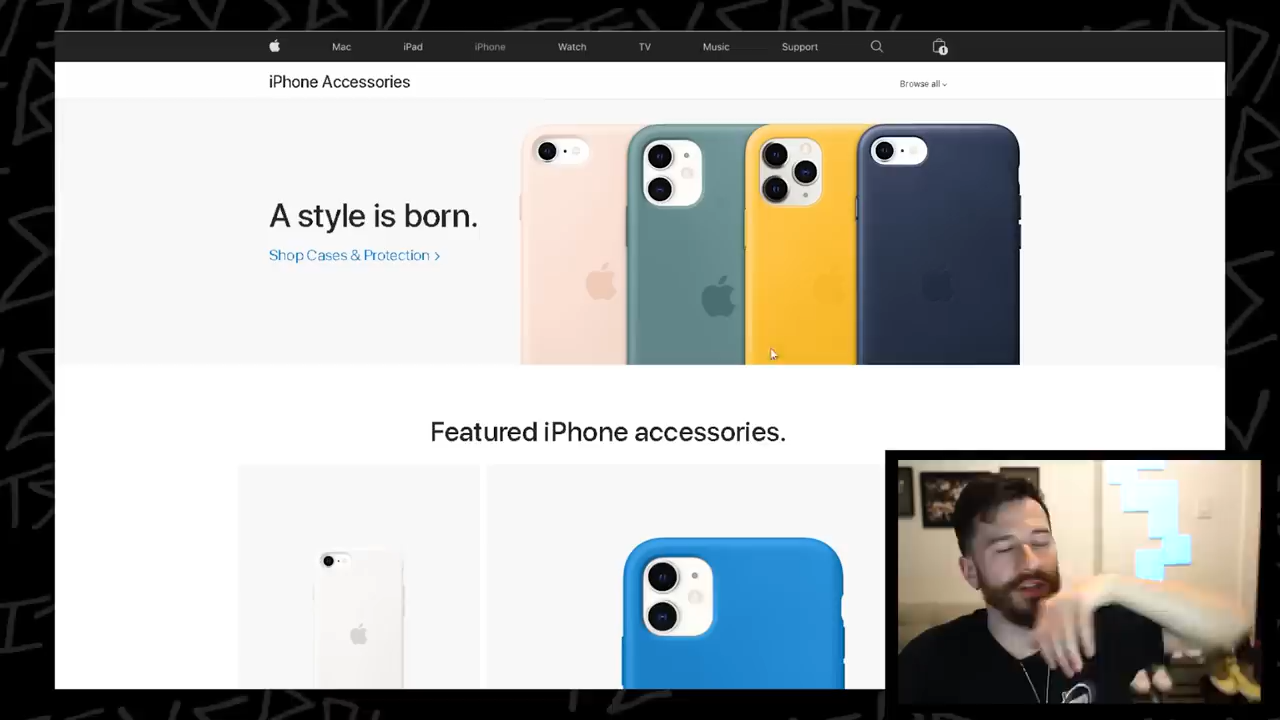 Mac iPad iPhone Watch TV Music Support 1
iPhone Accessories
Browse all
A style is born.
Shop Cases & Protection >
Featured iPhone accessories.